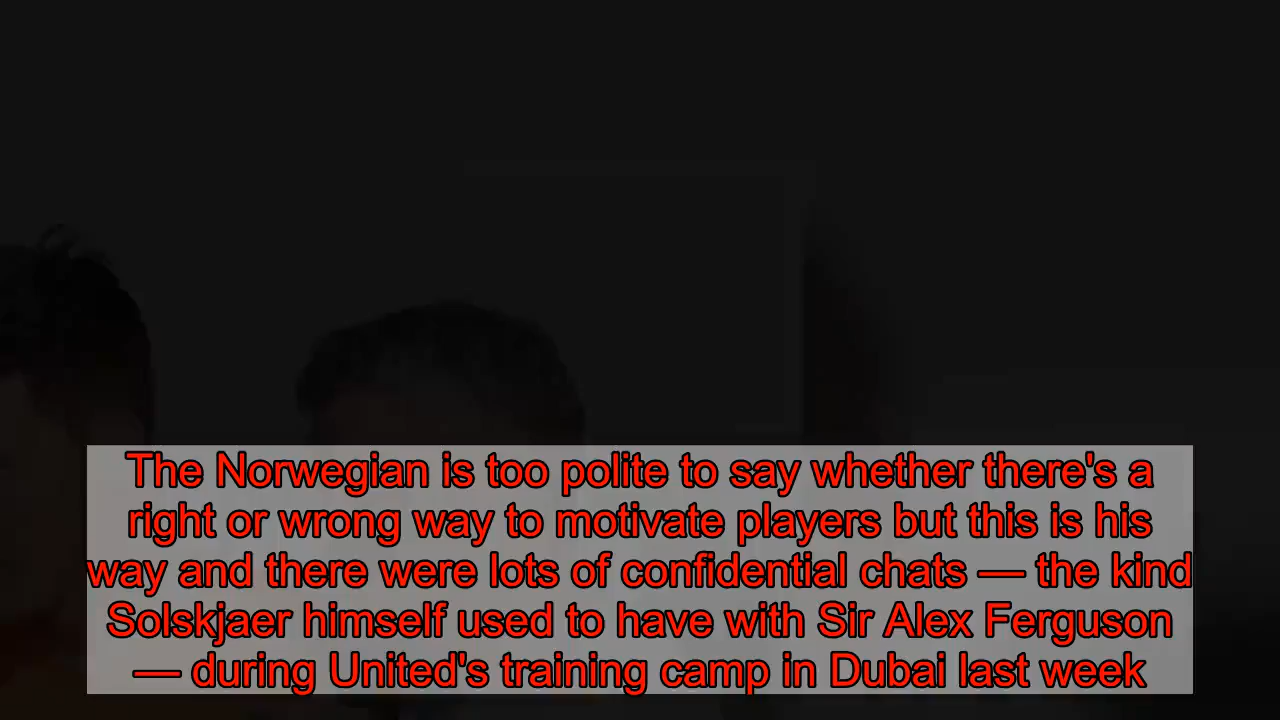 The Norwegian is too polite to say whether there's a
right or wrong way to motivate players but this is his
way and there were lots of confidential chats — the kind
Solskjaer himself used to have with Sir Alex Ferguson
— during United's training camp in Dubai last week